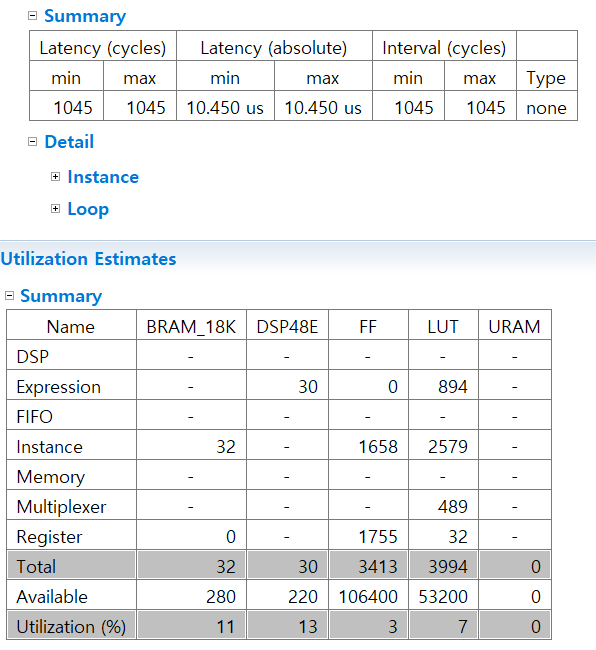 Summary
Latency (cycles) Latency (absolute) Interval (cycles)
min max min max min max Type
1045 1045 10.450 us 10.450 us 1045 1045 none
Detail
Instance
Loop
Utilization Estimates
Summary
Name BRAM_18K DSP48E FF LUT URAM
DSP - - - - -
Expression - 30 0 894 -
FIFO - - - - -
Instance 32 - 1658 2579 -
Memory - - - - -
Multiplexer - - - 489 -
Register 0 - 1755 32 -
Total 32 30 3413 3994 0
Available 280 220 106400 53200 0
Utilization (%) 11 13 3 7 0